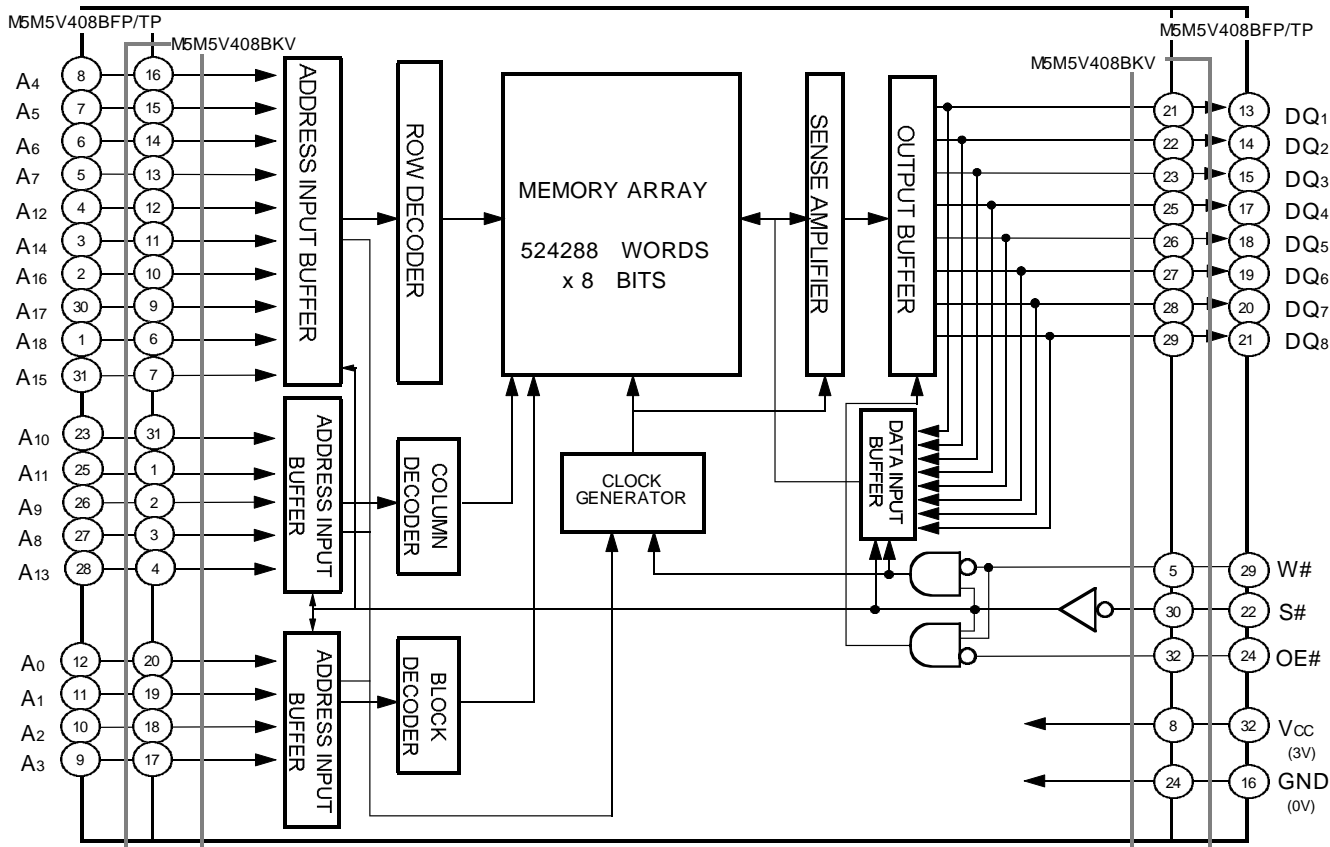 M5M5V408BFP/TP
M5M5V408BKV
M5M5V408BFP/TP
M5M5V408BKV
A4 8 16
A5 7 15
A6 6 14
A7 5 13
A12 4 12
A14 3 11
A16 2 10
A17 30 9
A18 1 6
A15 31 7
A10 23 31
A11 25 1
A9 26 2
A8 27 3
A13 28 4
A0 12 20
A1 11 19
A2 10 18
A3 9 17
ADDRESS INPUT BUFFER
ROW DECODER
ADDRESS INPUT
BUFFER
COLUMN
DECODER
ADDRESS INPUT
BUFFER
BLOCK
DECODER
MEMORY ARRAY
524288 WORDS
x 8 BITS
CLOCK
GENERATOR
SENSE AMPLIFIER
OUTPUT BUFFER
DATA INPUT
BUFFER
21 13 DQ1
22 14 DQ2
23 15 DQ3
25 17 DQ4
26 18 DQ5
27 19 DQ6
28 20 DQ7
29 21 DQ8
5 29 W#
30 22 S#
32 24 OE#
8 32 VCC
(3V)
24 16 GND
(0V)